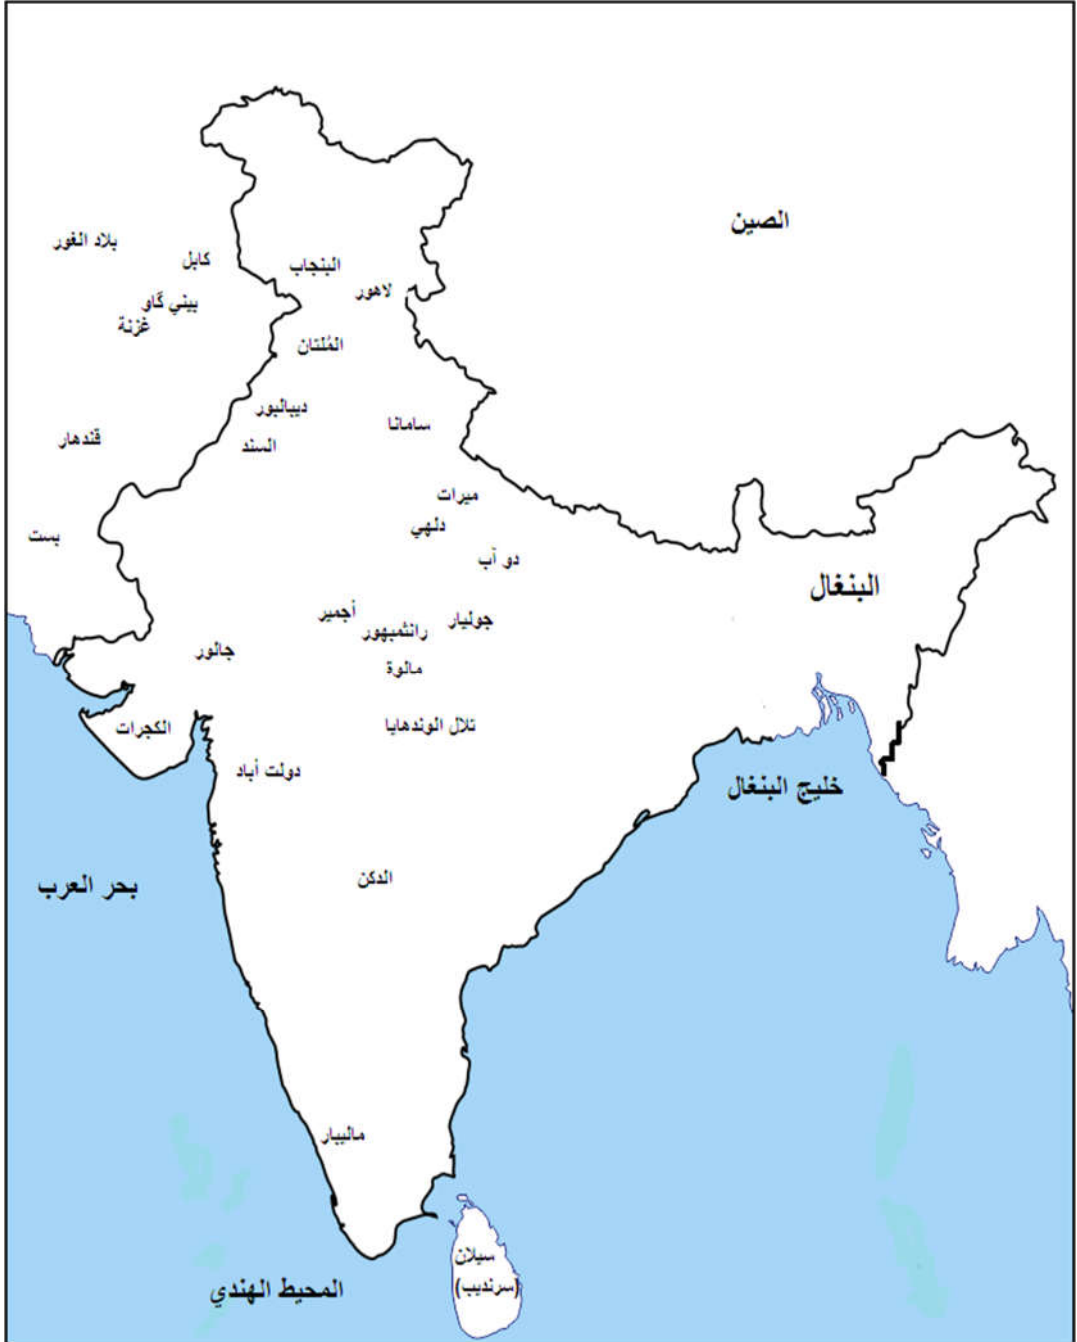 الصين
بلاد الغور
كابل
البنجاب
لاهور
بيني گاو
غزنة
المُلتان
ديبالبور
سامانا
قندهار
السند
ميرات
دلهي
بست
دو آب
البنغال
أجمير
جوليار
رانثمبهور
جالور
مالوة
الكجرات
تلال الوندهايا
دولت أباد
خليج البنغال
الدكن
بحر العرب
ماليبار
سيلان
(سرنديب)
المحيط الهندي